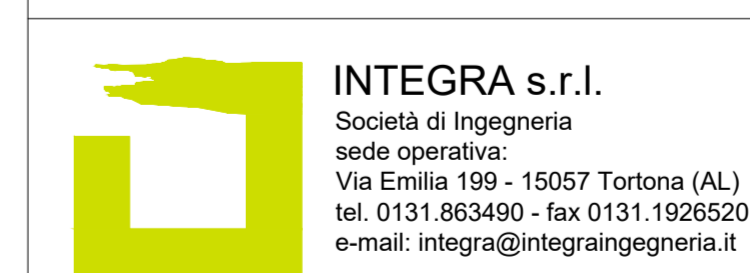 INTEGRA s.r.l.
Società di Ingegneria
sede operativa:
Via Emilia 199 - 15057 Tortona (AL)
tel. 0131.863490 - fax 0131.1926520
e-mail: integra@integraingegneria.it